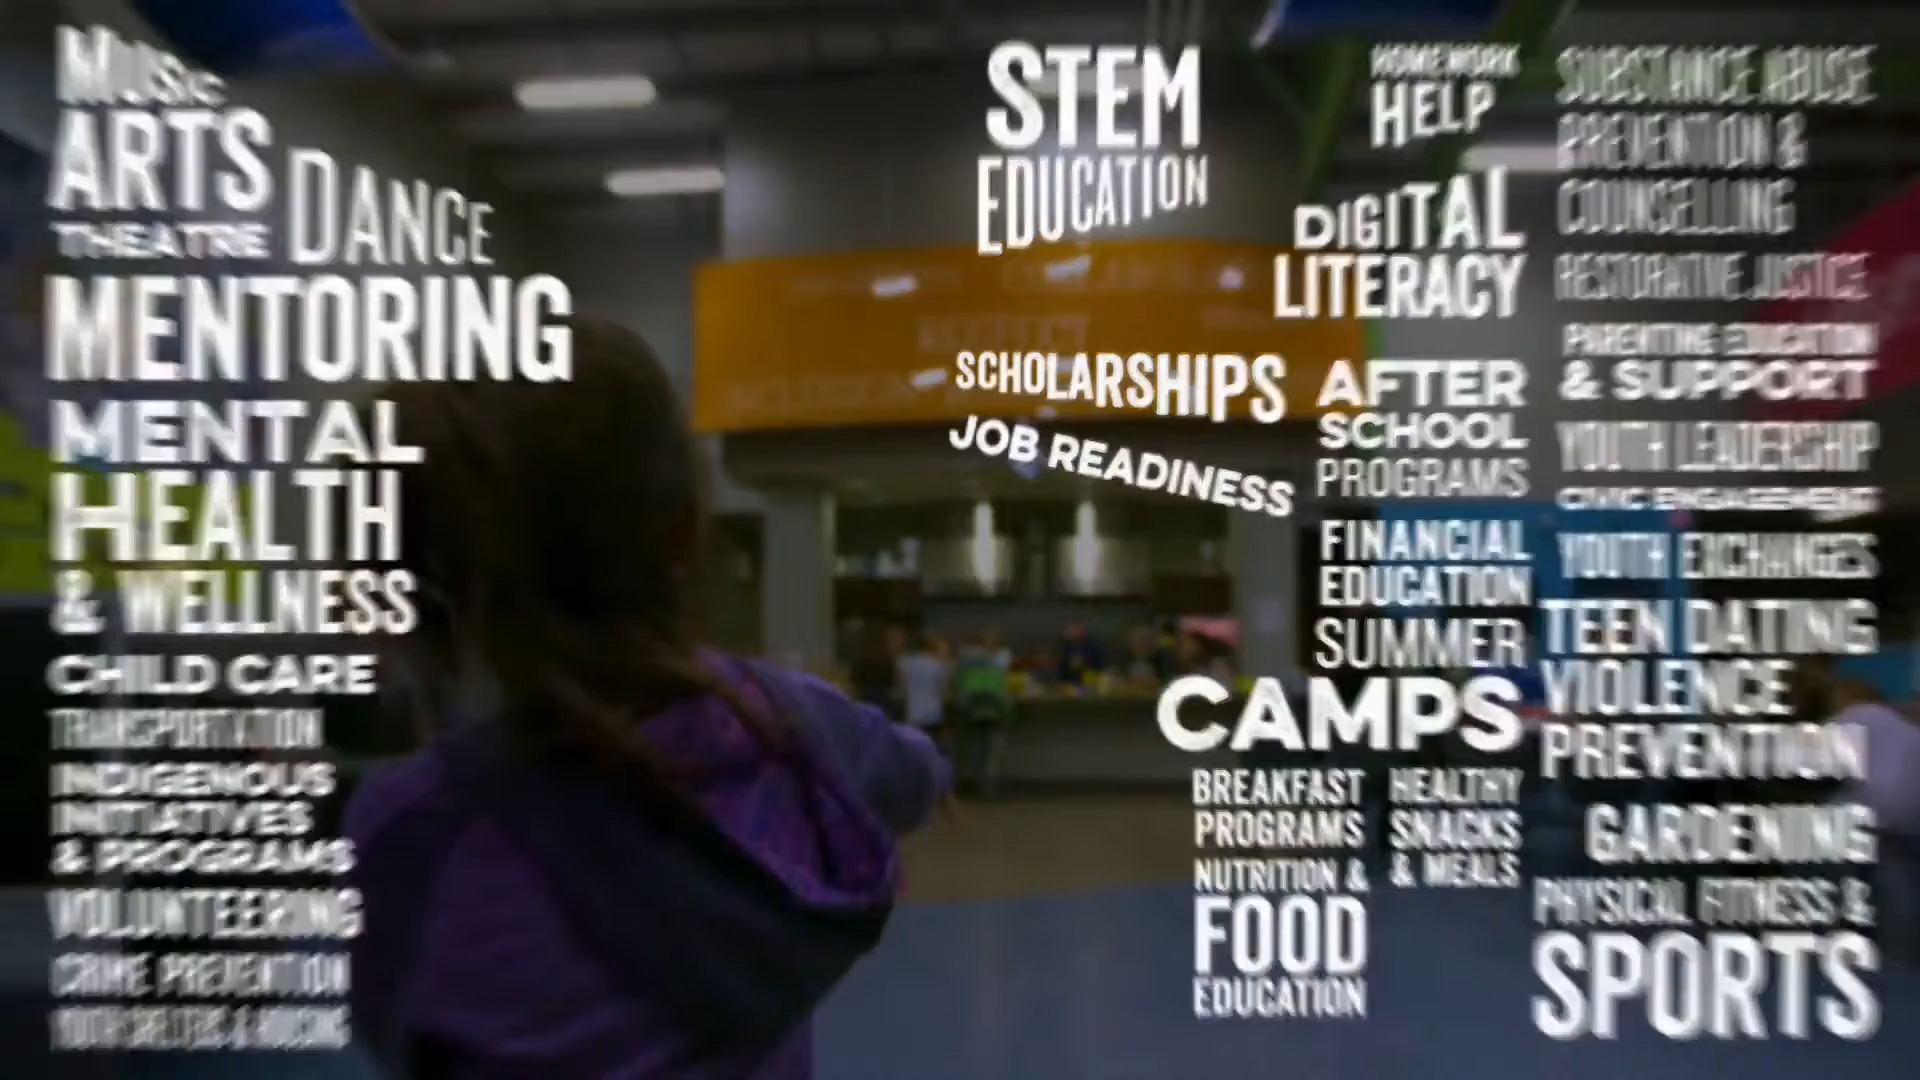 MUSIC
ARTS
THEATRE
DANCE
MENTORING
MENTAL
HEALTH
& WELLNESS
CHILD CARE
TRANSPORTATION
INDIGENOUS
INITIATIVES
& PROGRAMS
VOLUNTEERING
CRIME PREVENTION
YOUTH SHELTERS & HOUSING
STEM
EDUCATION
SCHOLARSHIPS
JOB READINESS
HOMEWORK
HELP
DIGITAL
LITERACY
AFTER
SCHOOL
PROGRAMS
FINANCIAL
EDUCATION
SUMMER
CAMPS
BREAKFAST
PROGRAMS
NUTRITION &
FOOD
EDUCATION
HEALTHY
SNACKS
& MEALS
SUBSTANCE ABUSE
PREVENTION &
COUNSELLING
RESTORATIVE JUSTICE
PARENTING EDUCATION
& SUPPORT
YOUTH LEADERSHIP
CIVIC ENGAGEMENT
YOUTH EXCHANGES
TEEN DATING
VIOLENCE
PREVENTION
GARDENING
PHYSICAL FITNESS &
SPORTS